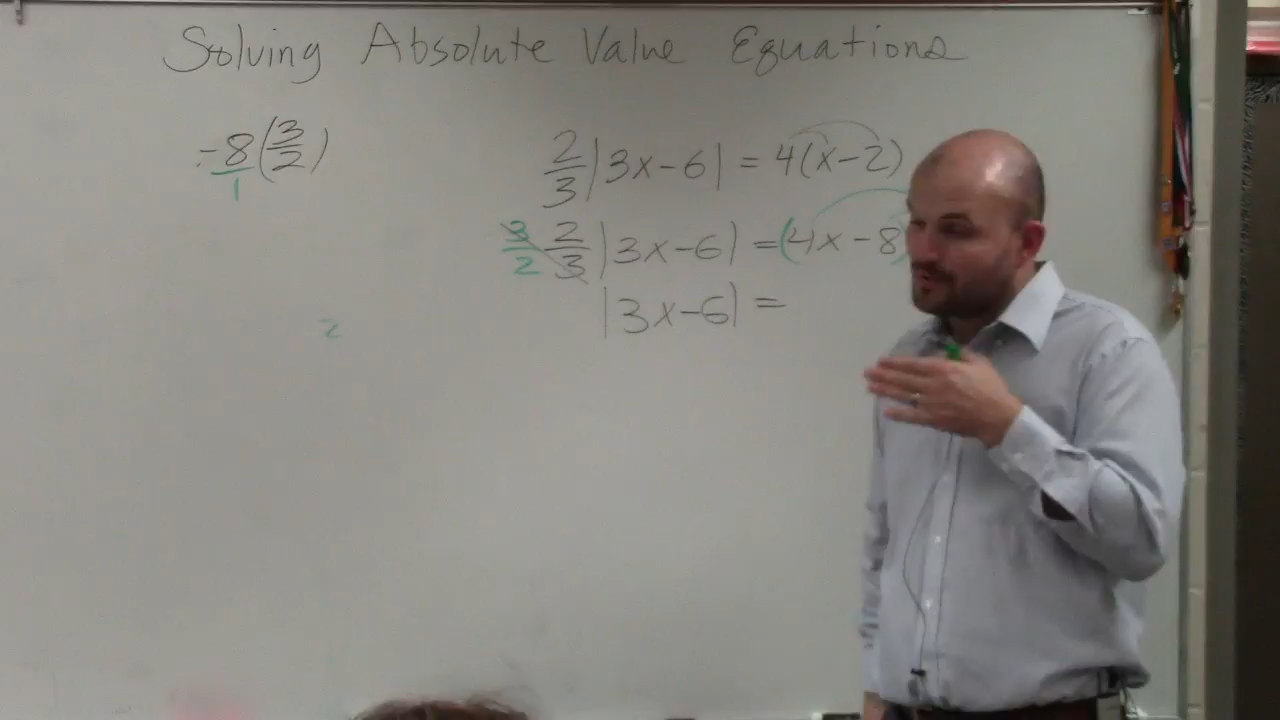 Solving Absolute Value Equations
-8/1 (3/2)
2/3 |3x-6| = 4(x-2)
3/2 2/3 |3x-6| = (4x-8)
|3x-6| =
2